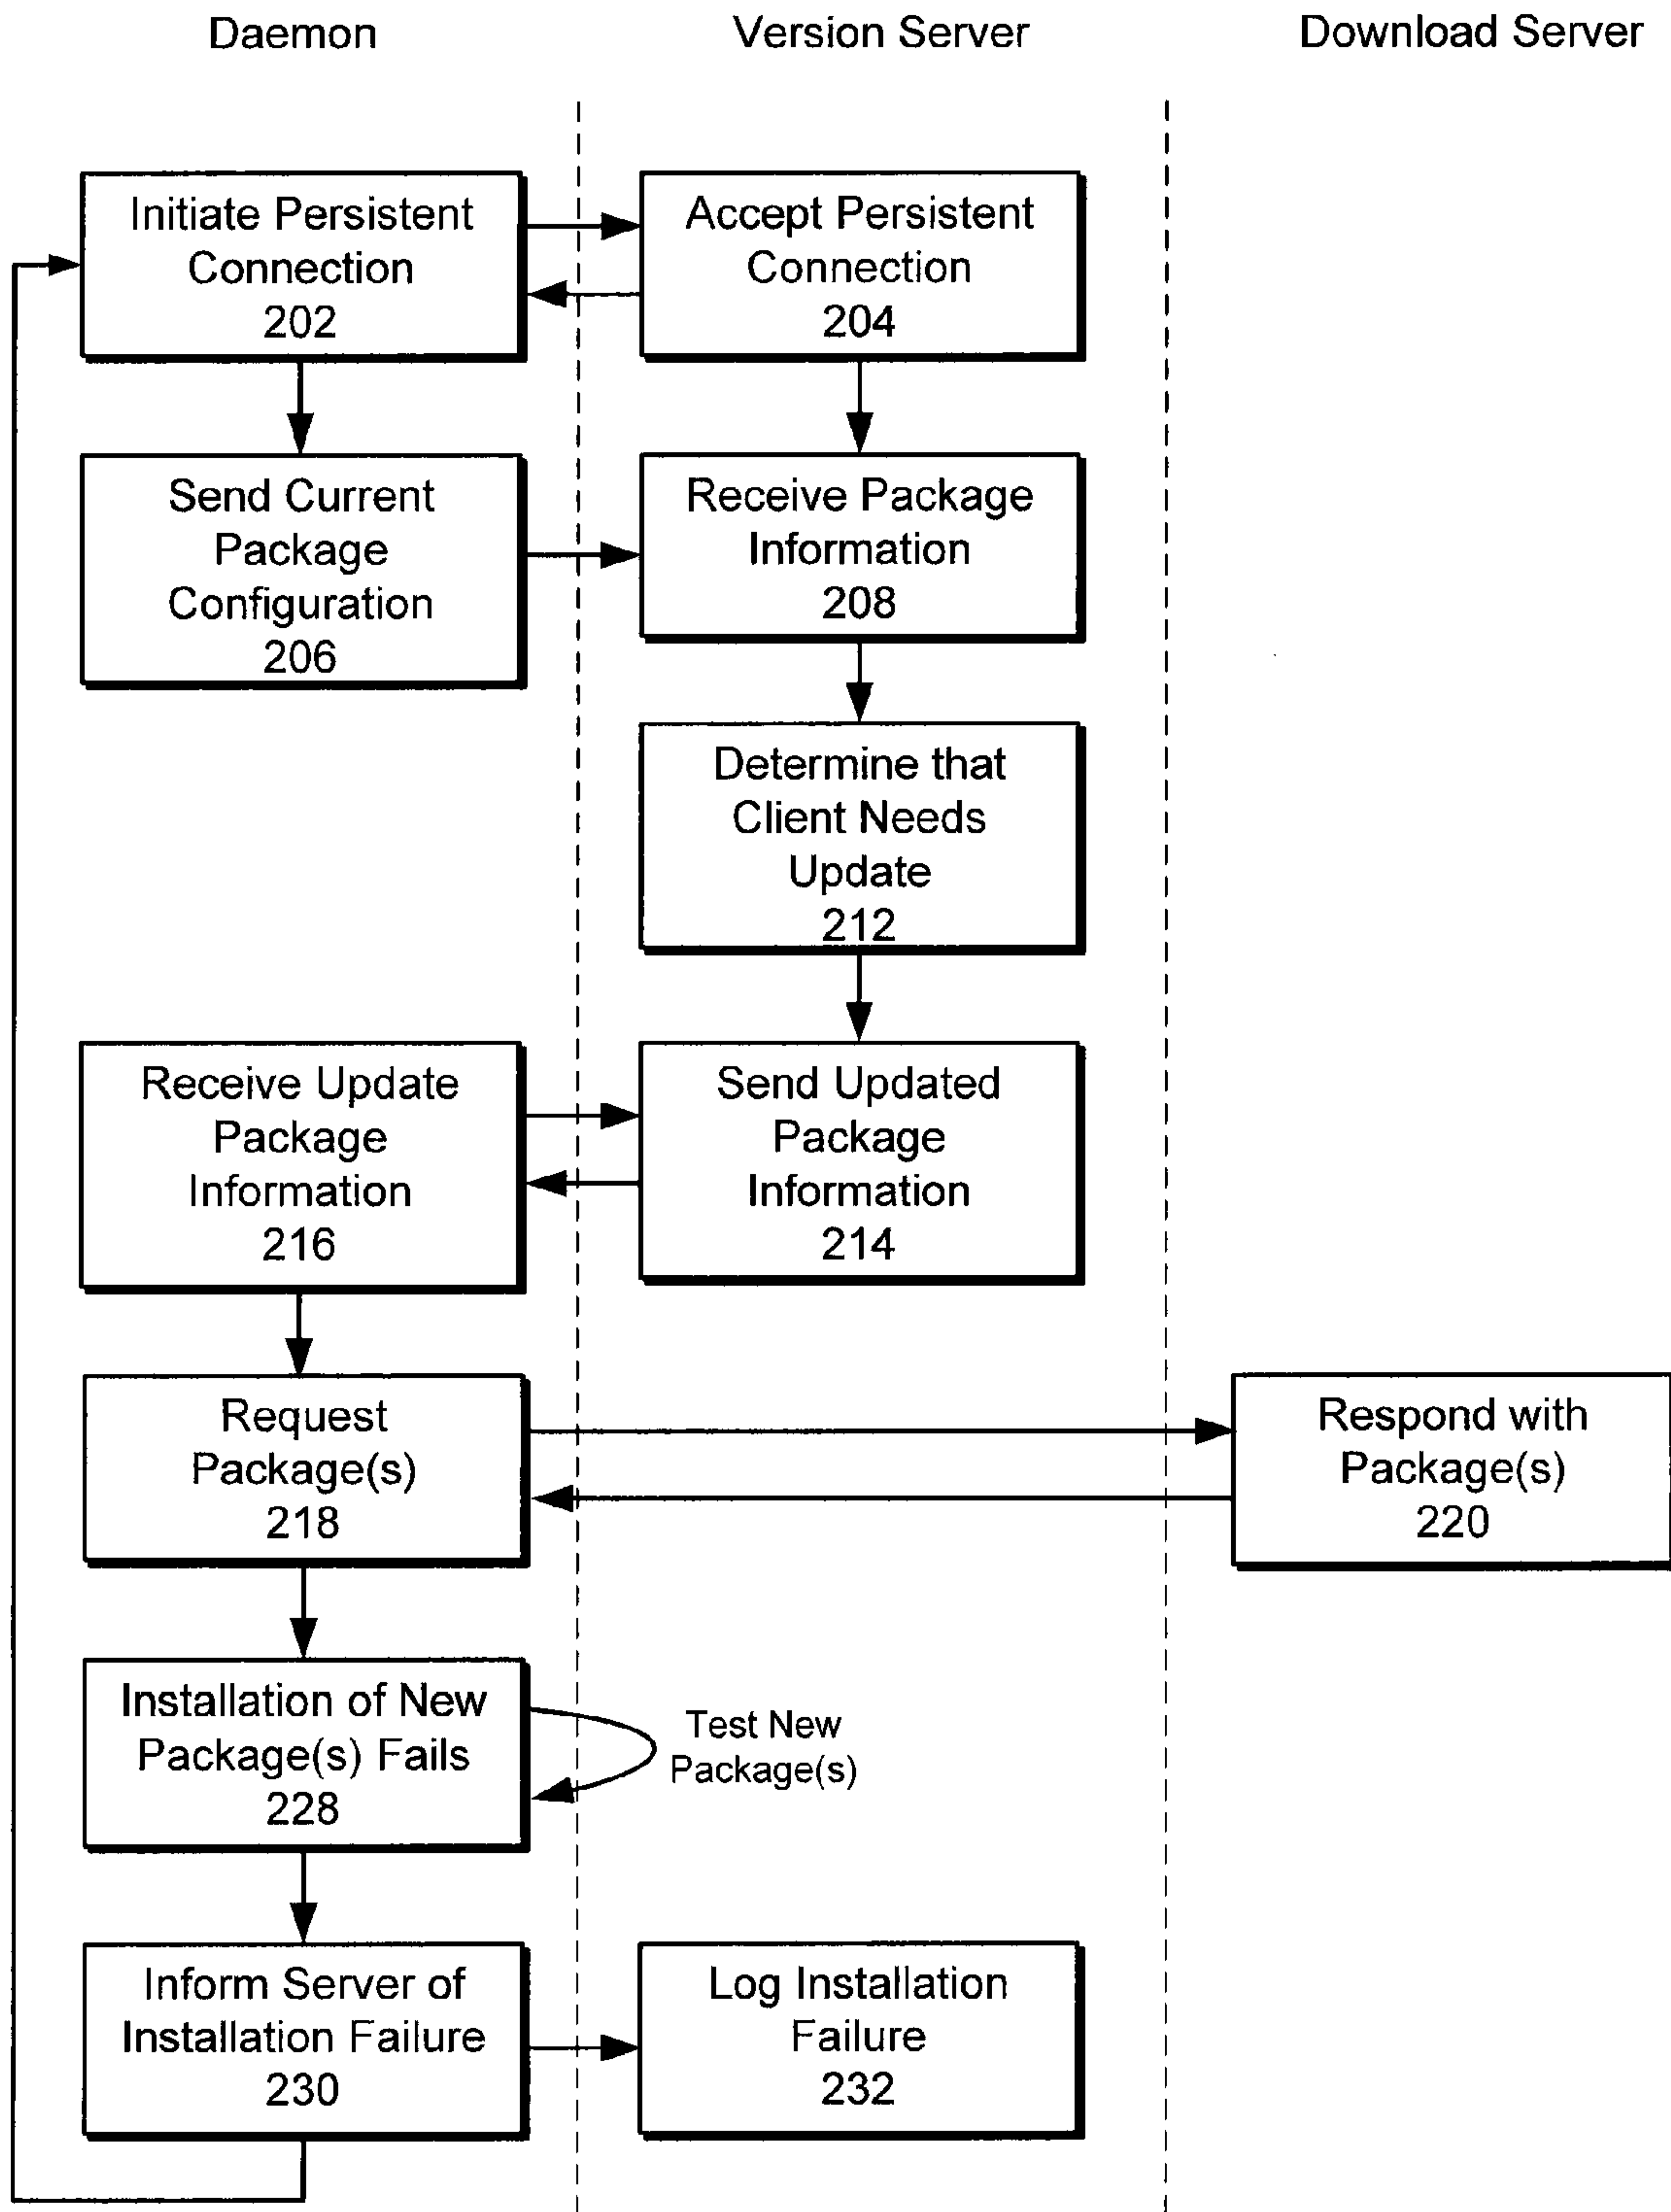 Daemon
Version Server
Download Server
Initiate Persistent
Connection
202
Accept Persistent
Connection
204
Send Current
Package
Configuration
206
Receive Package
Information
208
Determine that
Client Needs
Update
212
Receive Update
Package
Information
216
Send Updated
Package
Information
214
Request
Package(s)
218
Respond with
Package(s)
220
Installation of New
Package(s) Fails
228
Test New
Package(s)
Inform Server of
Installation Failure
230
Log Installation
Failure
232